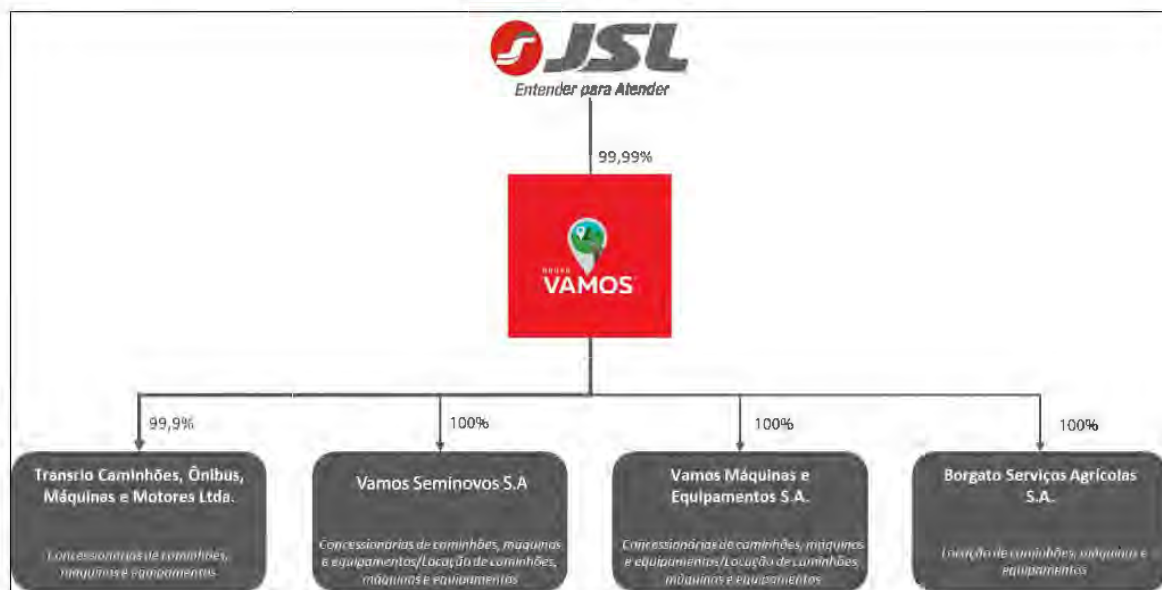 JSL
Entender para Atender
99,99%
GRUPO
VAMOS
99,9%
100%
100%
100%
Transrio Caminhões, Ônibus,
Máquinas e Motores Ltda.
Concessionárias de caminhões,
máquinas e equipamentos
Vamos Seminovos S.A
Concessionárias de caminhões, máquinas
e equipamentos/Locação de caminhões,
máquinas e equipamentos
Vamos Máquinas e
Equipamentos S.A.
Concessionárias de caminhões, máquinas
e equipamentos/Locação de caminhões,
máquinas e equipamentos
Borgato Serviços Agrícolas
S.A.
Locação de caminhões, máquinas e
equipamentos